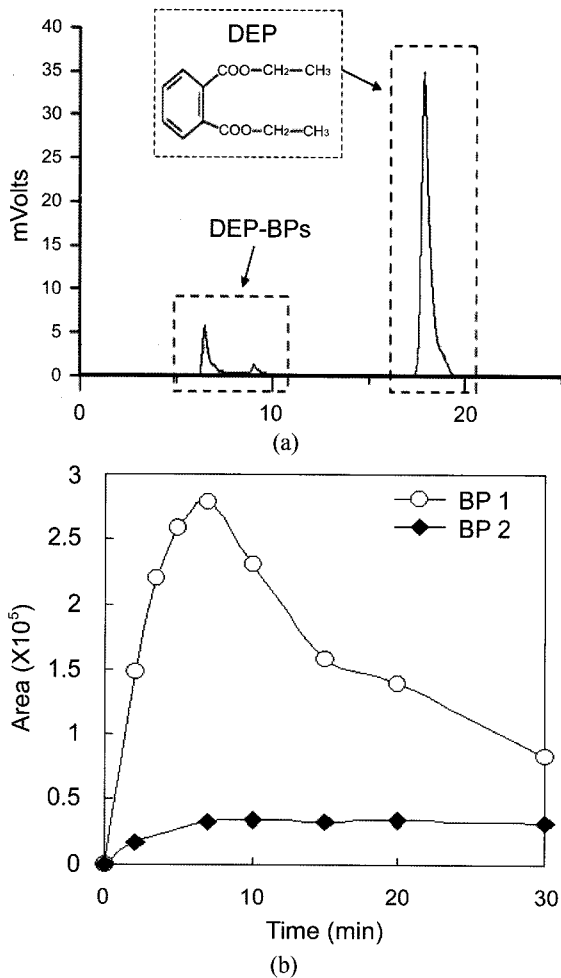 40
35
30
25
20
15
10
5
0
mVolts
DEP
COO—CH2—CH3
COO—CH2—CH3
DEP-BPs
0
10
20
(a)
3
2.5
2
1.5
1
0.5
0
Area (X10⁵)
BP 1
BP 2
0
10
20
30
Time (min)
(b)